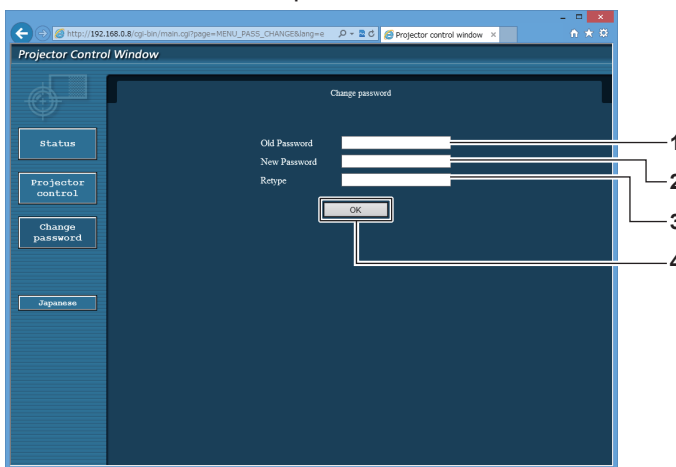 http://192.168.0.8/cgi-bin/main.cgi?page=MENU_PASS_CHANGE&lang=e
Projector control window
Projector Control Window
Change password
Status
Projector
control
Change
password
Japanese
Old Password
New Password
Retype
OK
1
2
3
4